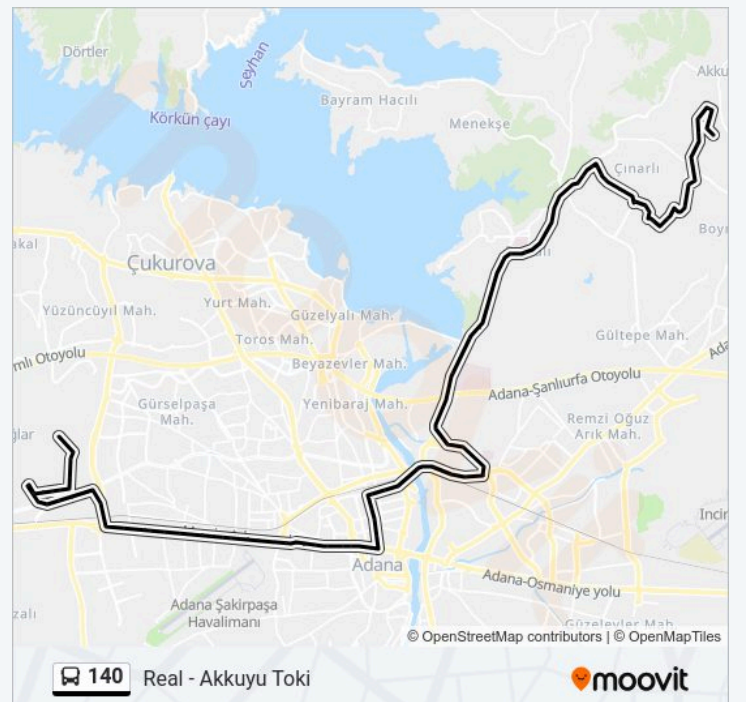 Dörtler
Seyhan
Akku
Bayram Hacılı
Körkün çayı
Menekşe
Çınarlı
akal
Çukurova
Boy
Yurt Mah.
Yüzüncüyıl Mah.
Güzelyalı Mah.
Toros Mah.
Gültepe Mah.
mlı Otoyolu
Beyazevler Mah.
Ada
Adana-Şanlıurfa Otoyolu
Gürselpaşa
Mah.
Yenibaraj Mah.
Remzi Oğuz
Arık Mah.
ğlar
Incir
Adana
Adana-Osmaniye yolu
Adana Şakirpaşa
Havalimanı
zalı
Güzelevler Mah.
© OpenStreetMap contributors | © OpenMapTiles
140 Real - Akkuyu Toki
moovit